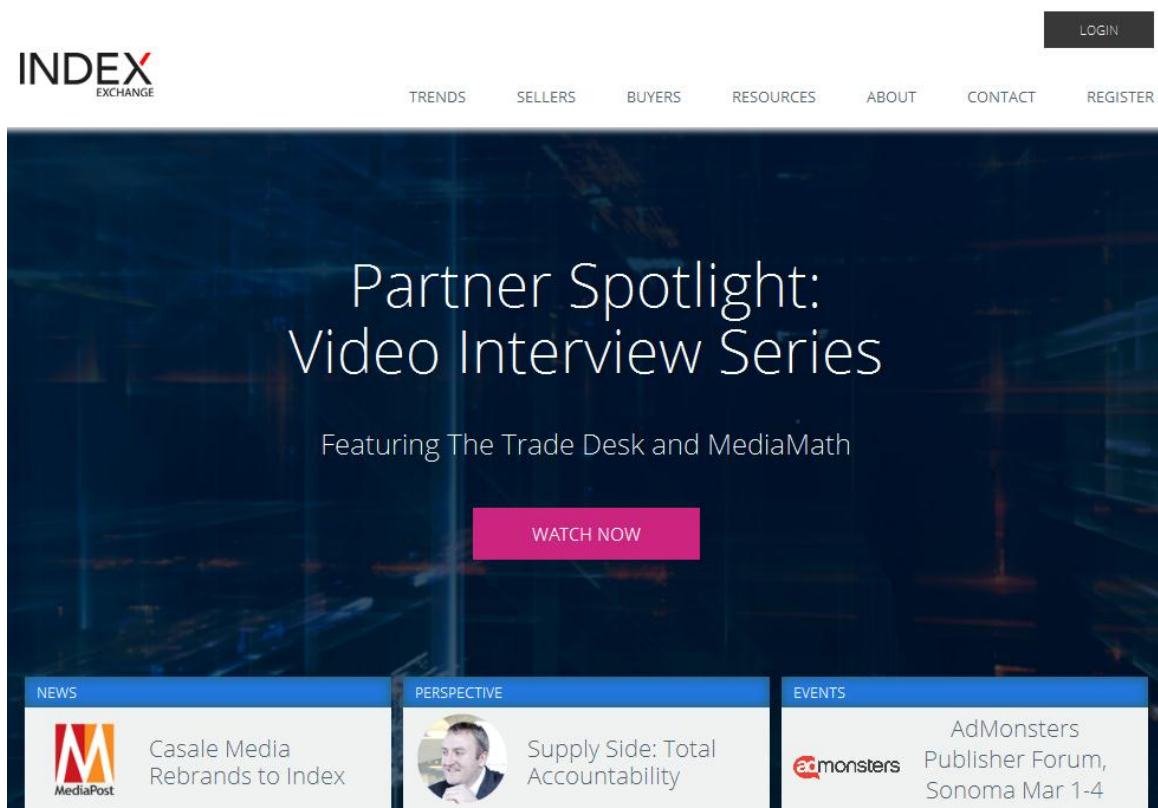 LOGIN
INDEX
EXCHANGE
TRENDS SELLERS BUYERS RESOURCES ABOUT CONTACT REGISTER
Partner Spotlight:
Video Interview Series
Featuring The Trade Desk and MediaMath
WATCH NOW
NEWS
MediaPost
Casale Media
Rebrands to Index
PERSPECTIVE
Supply Side: Total
Accountability
EVENTS
admonsters
AdMonsters
Publisher Forum,
Sonoma Mar 1-4